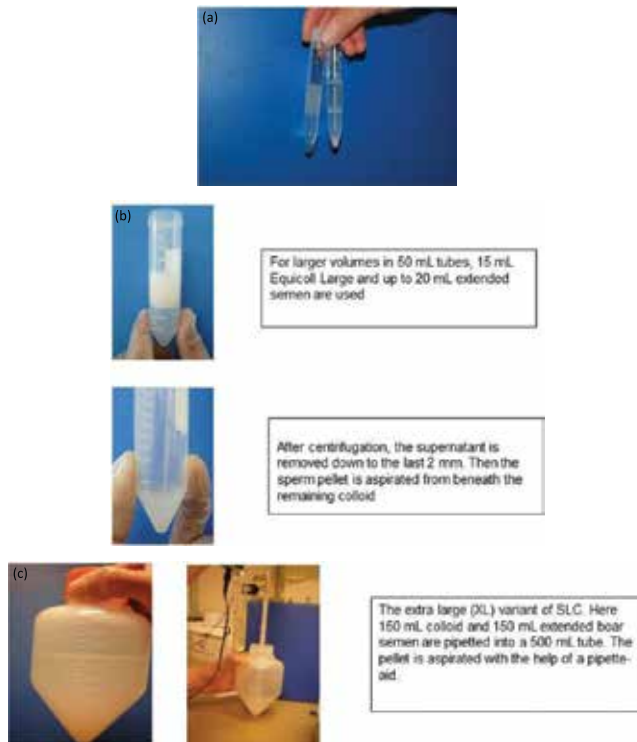 (a)
(b)
For larger volumes in 50 mL tubes, 15 mL
Equicoll Large and up to 20 mL extended
semen are used
After centrifugation, the supernatant is
removed down to the last 2 mm. Then the
sperm pellet is aspirated from beneath the
remaining colloid
(c)
The extra large (XL) variant of SLC. Here
150 mL colloid and 150 mL extended boar
semen are pipetted into a 500 mL tube. The
pellet is aspirated with the help of a pipette-
aid.